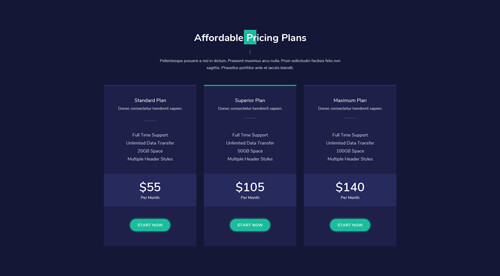 Affordable Pricing Plans
Pellentesque posuere a nisl in dictum. Praesent maximus arcu nulla. Proin sollicitudin facilisis felis non
sagittis. Phasellus porttitor ante et iaculis blandit.
Standard Plan
Donec consectetur hendrerit sapien.
Full Time Support
Unlimited Data Transfer
20GB Space
Multiple Header Styles
$55
Per Month
START NOW
Superior Plan
Donec consectetur hendrerit sapien.
Full Time Support
Unlimited Data Transfer
50GB Space
Multiple Header Styles
$105
Per Month
START NOW
Maximum Plan
Donec consectetur hendrerit sapien.
Full Time Support
Unlimited Data Transfer
100GB Space
Multiple Header Styles
$140
Per Month
START NOW